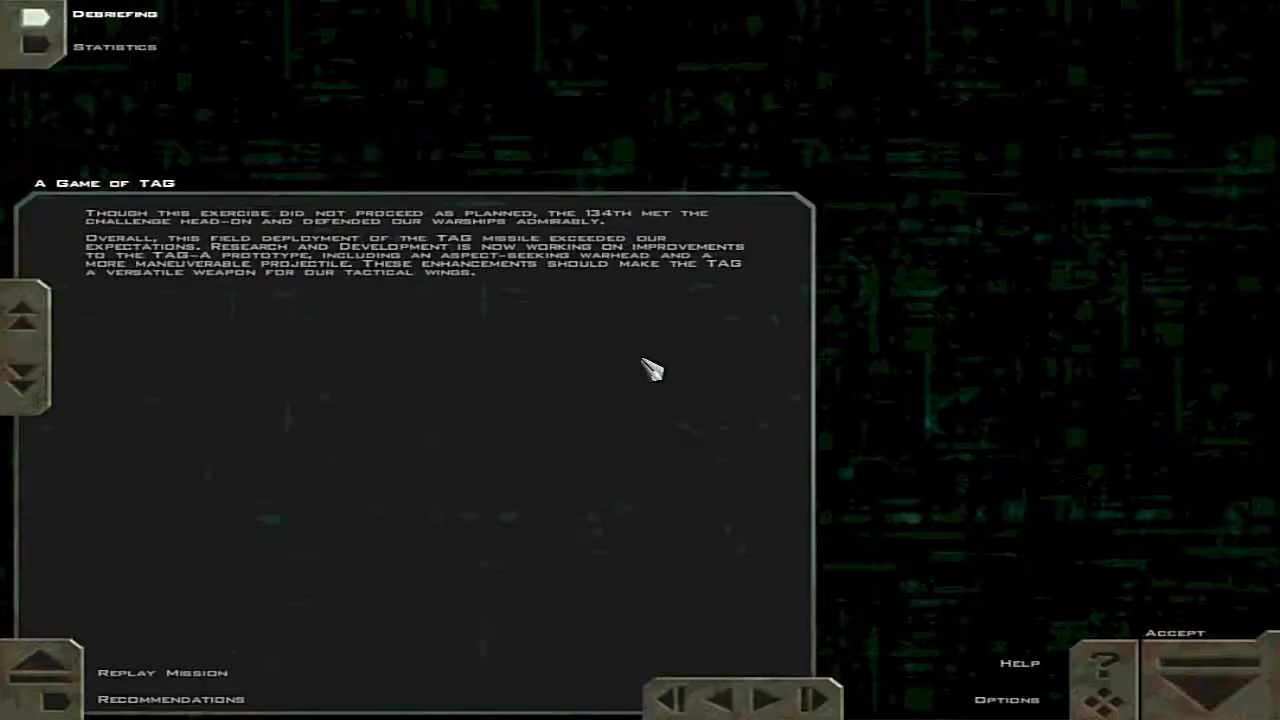 Debriefing
Statistics
A Game of TAG
Though this exercise did not proceed as planned, the 134th met the
challenge head-on and defended our warships admirably.
Overall, this field deployment of the TAG missile exceeded our
expectations. Research and Development is now working on improvements
to the TAG-A prototype, including an aspect-seeking warhead and a
more maneuverable projectile. These enhancements should make the TAG
a versatile weapon for our tactical wings.
Accept
Help
Replay Mission
Recommendations
Options